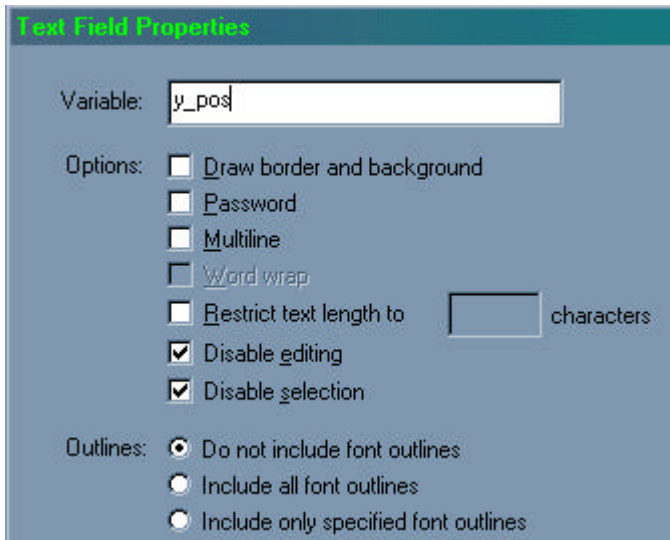 Text Field Properties
Variable: y_pos
Options: Draw border and background
Password
Multiline
Word wrap
Restrict text length to characters
Disable editing
Disable selection
Outlines: Do not include font outlines
Include all font outlines
Include only specified font outlines